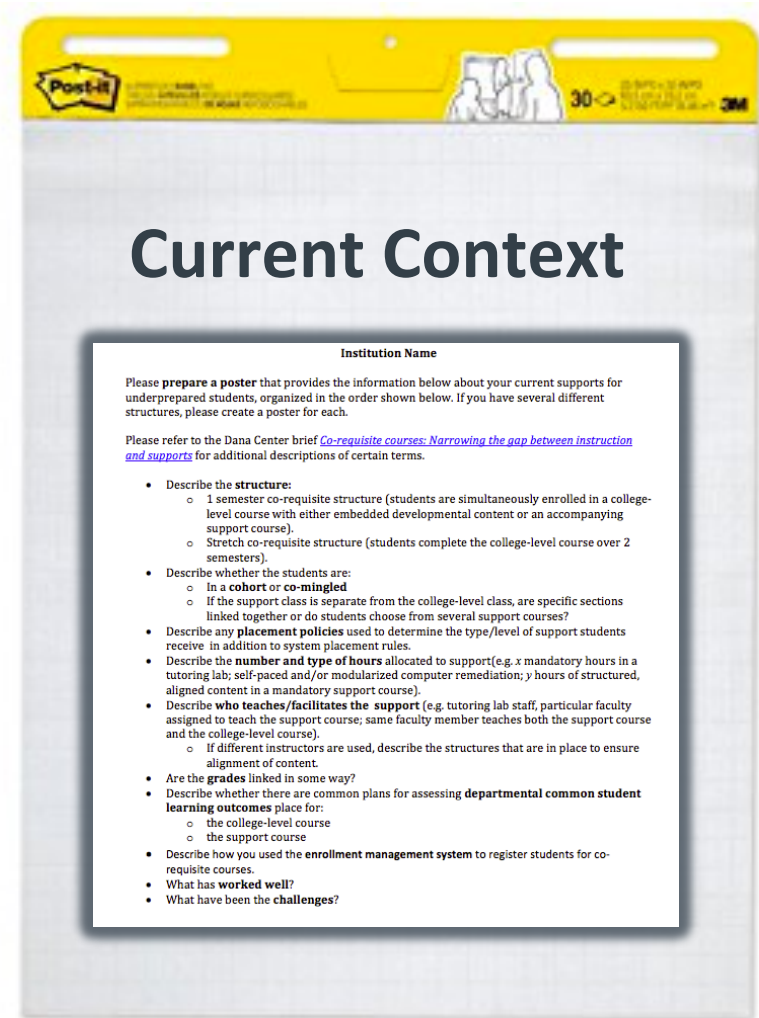 Post-it
30
3M
Current Context
Institution Name
Please prepare a poster that provides the information below about your current supports for
underprepared students, organized in the order shown below. If you have several different
structures, please create a poster for each.
Please refer to the Dana Center brief Co-requisite courses: Narrowing the gap between instruction
and supports for additional descriptions of certain terms.
• Describe the structure:
o 1 semester co-requisite structure (students are simultaneously enrolled in a college-
level course with either embedded developmental content or an accompanying
support course).
o Stretch co-requisite structure (students complete the college-level course over 2
semesters).
• Describe whether the students are:
o In a cohort or co-mingled
o If the support class is separate from the college-level class, are specific sections
linked together or do students choose from several support courses?
• Describe any placement policies used to determine the type/level of support students
receive in addition to system placement rules.
• Describe the number and type of hours allocated to support(e.g. x mandatory hours in a
tutoring lab; self-paced and/or modularized computer remediation; y hours of structured,
aligned content in a mandatory support course).
• Describe who teaches/facilitates the support (e.g. tutoring lab staff, particular faculty
assigned to teach the support course; same faculty member teaches both the support course
and the college-level course).
o If different instructors are used, describe the structures that are in place to ensure
alignment of content.
• Are the grades linked in some way?
• Describe whether there are common plans for assessing departmental common student
learning outcomes place for:
o the college-level course
o the support course
• Describe how you used the enrollment management system to register students for co-
requisite courses.
• What has worked well?
• What have been the challenges?